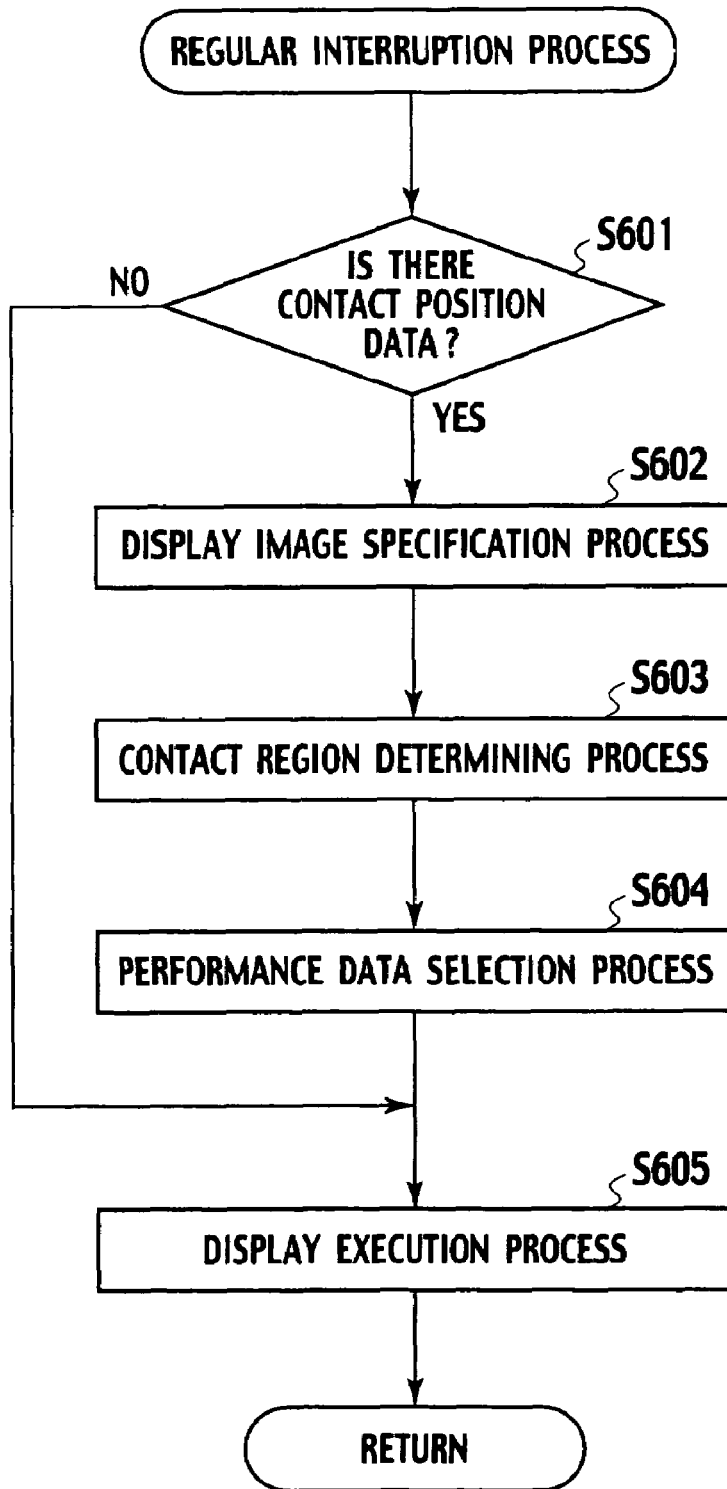 REGULAR INTERRUPTION PROCESS
S601
IS THERE
CONTACT POSITION
DATA?
NO
YES
S602
DISPLAY IMAGE SPECIFICATION PROCESS
S603
CONTACT REGION DETERMINING PROCESS
S604
PERFORMANCE DATA SELECTION PROCESS
S605
DISPLAY EXECUTION PROCESS
RETURN